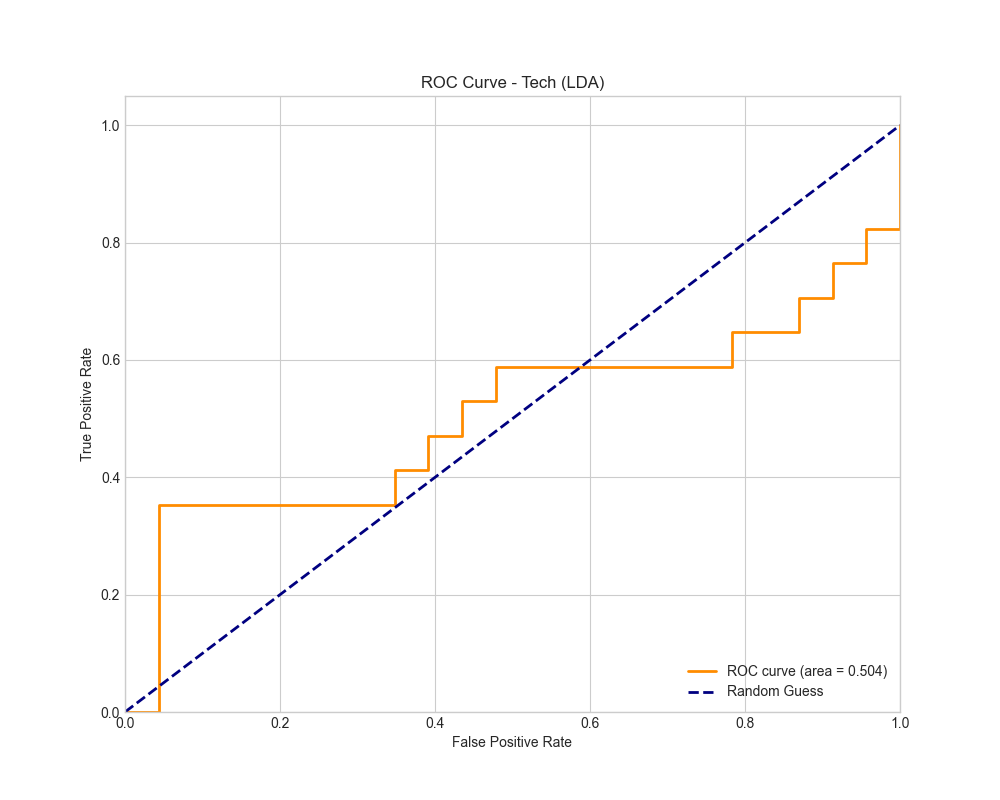 ROC Curve - Tech (LDA)
True Positive Rate
1.0
0.8
0.6
0.4
0.2
0.0
0.0 0.2 0.4 0.6 0.8 1.0
False Positive Rate
ROC curve (area = 0.504)
Random Guess